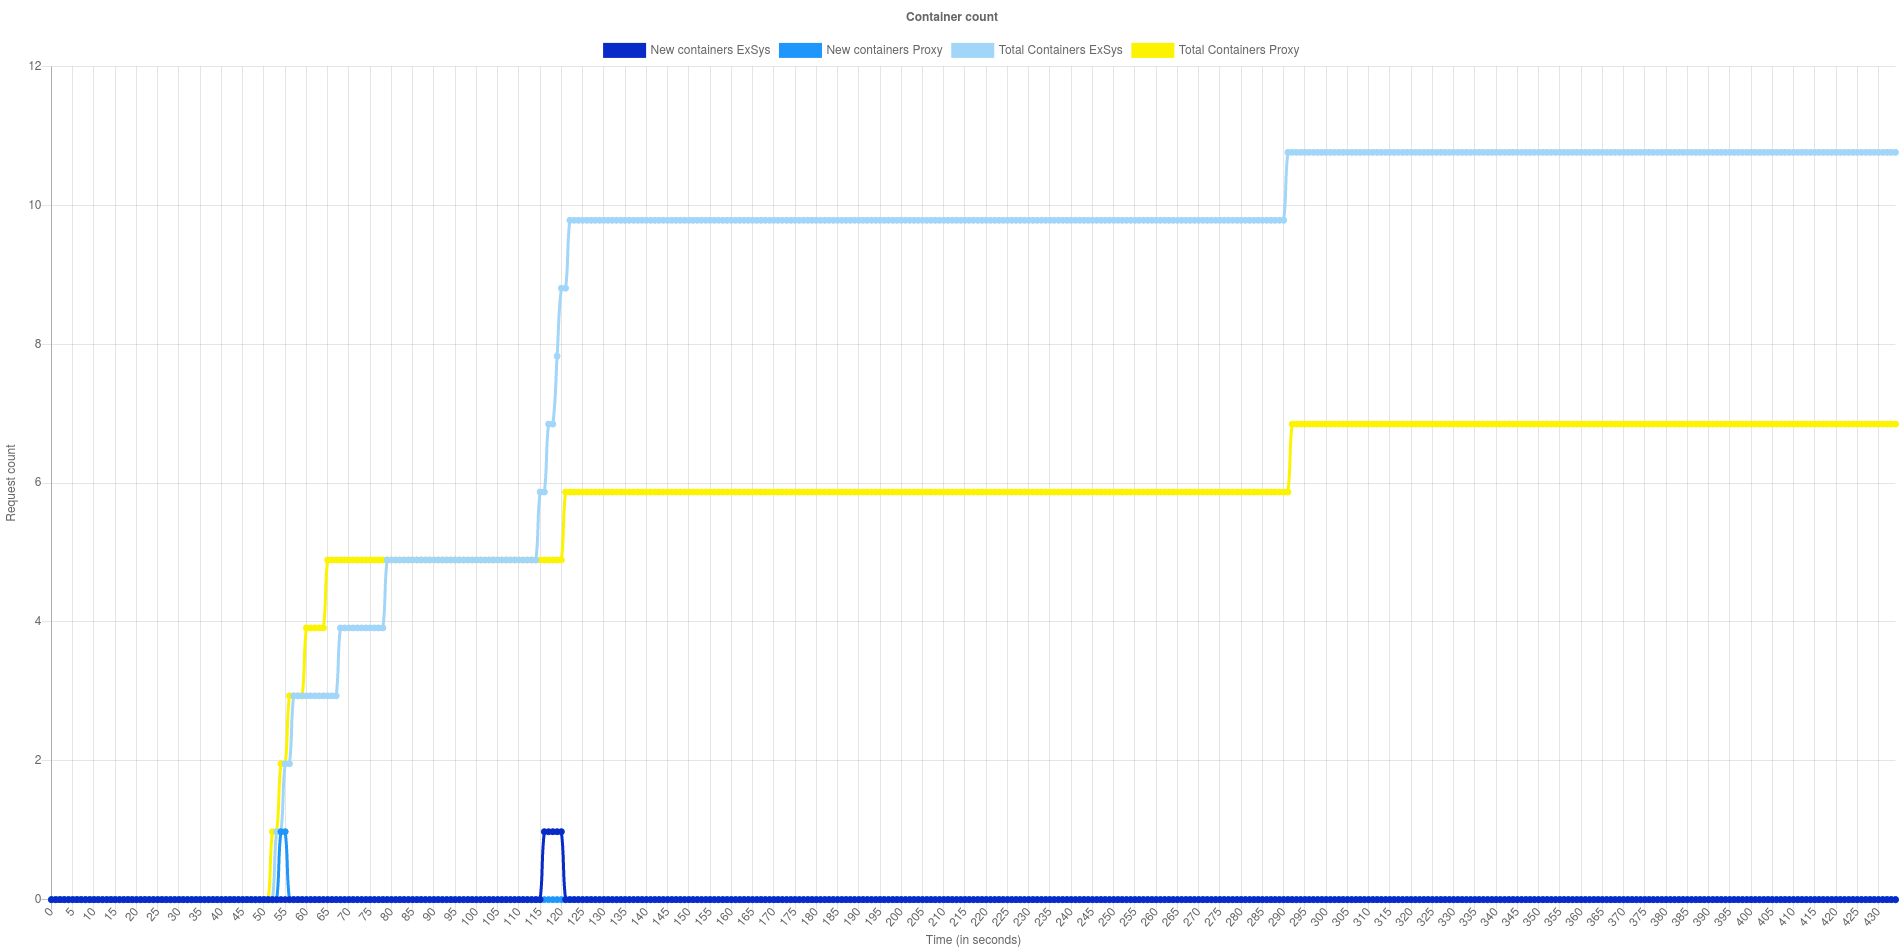 Container count
New containers ExSys New containers Proxy Total Containers ExSys Total Containers Proxy
12
10
8
6
4
2
0
Request count
0 5 10 15 20 25 30 35 40 45 50 55 60 65 70 75 80 85 90 95 100 105 110 115 120 125 130 135 140 145 150 155 160 165 170 175 180 185 190 195 200 205 210 215 220 225 230 235 240 245 250 255 260 265 270 275 280 285 290 295 300 305 310 315 320 325 330 335 340 345 350 355 360 365 370 375 380 385 390 395 400 405 410 415 420 425 430
Time (in seconds)